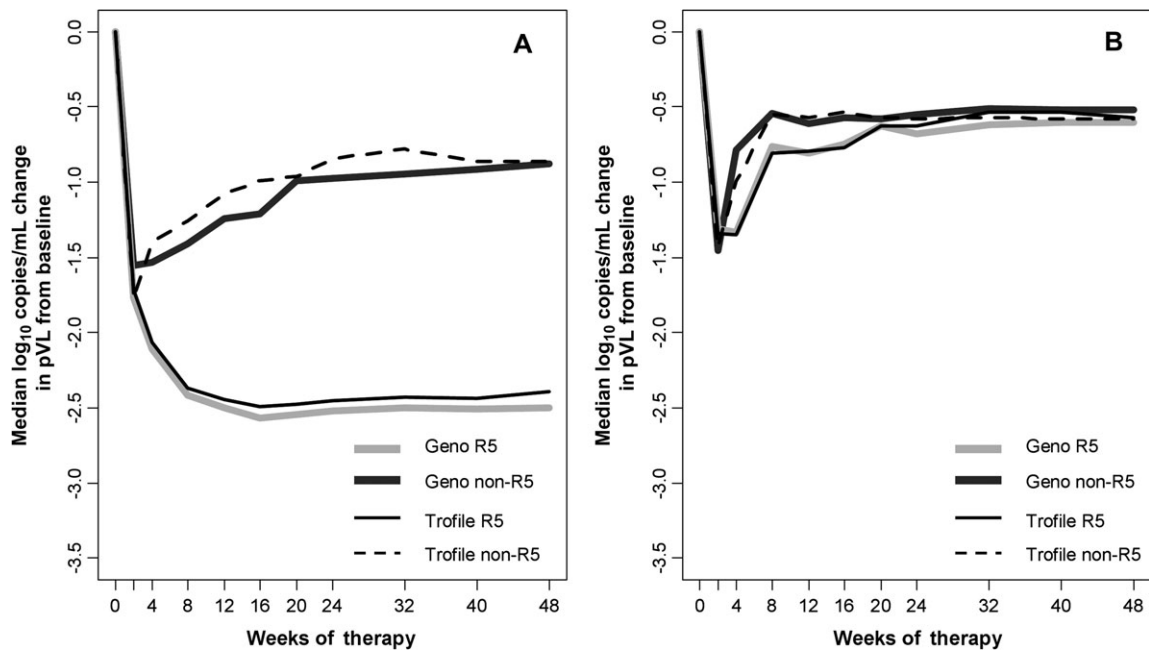 A
Median log₁₀ copies/mL change
in pVL from baseline
0.0
-0.5
-1.0
-1.5
-2.0
-2.5
-3.0
-3.5
Geno R5
Geno non-R5
Trofile R5
Trofile non-R5
0 4 8 12 16 20 24 32 40 48
Weeks of therapy
B
Median log₁₀ copies/mL change
in pVL from baseline
0.0
-0.5
-1.0
-1.5
-2.0
-2.5
-3.0
-3.5
Geno R5
Geno non-R5
Trofile R5
Trofile non-R5
0 4 8 12 16 20 24 32 40 48
Weeks of therapy